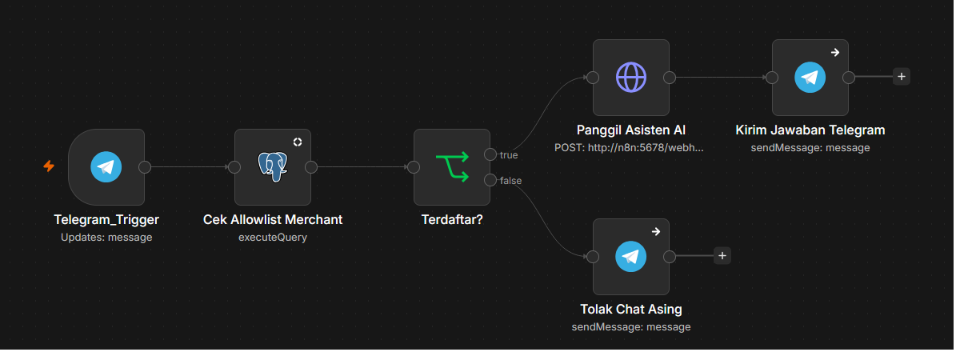 Panggil Asisten AI
POST: http://n8n:5678/webh...
Kirim Jawaban Telegram
sendMessage: message
Telegram_Trigger
Updates: message
Cek Allowlist Merchant
executeQuery
Terdaftar?
true
false
Tolak Chat Asing
sendMessage: message